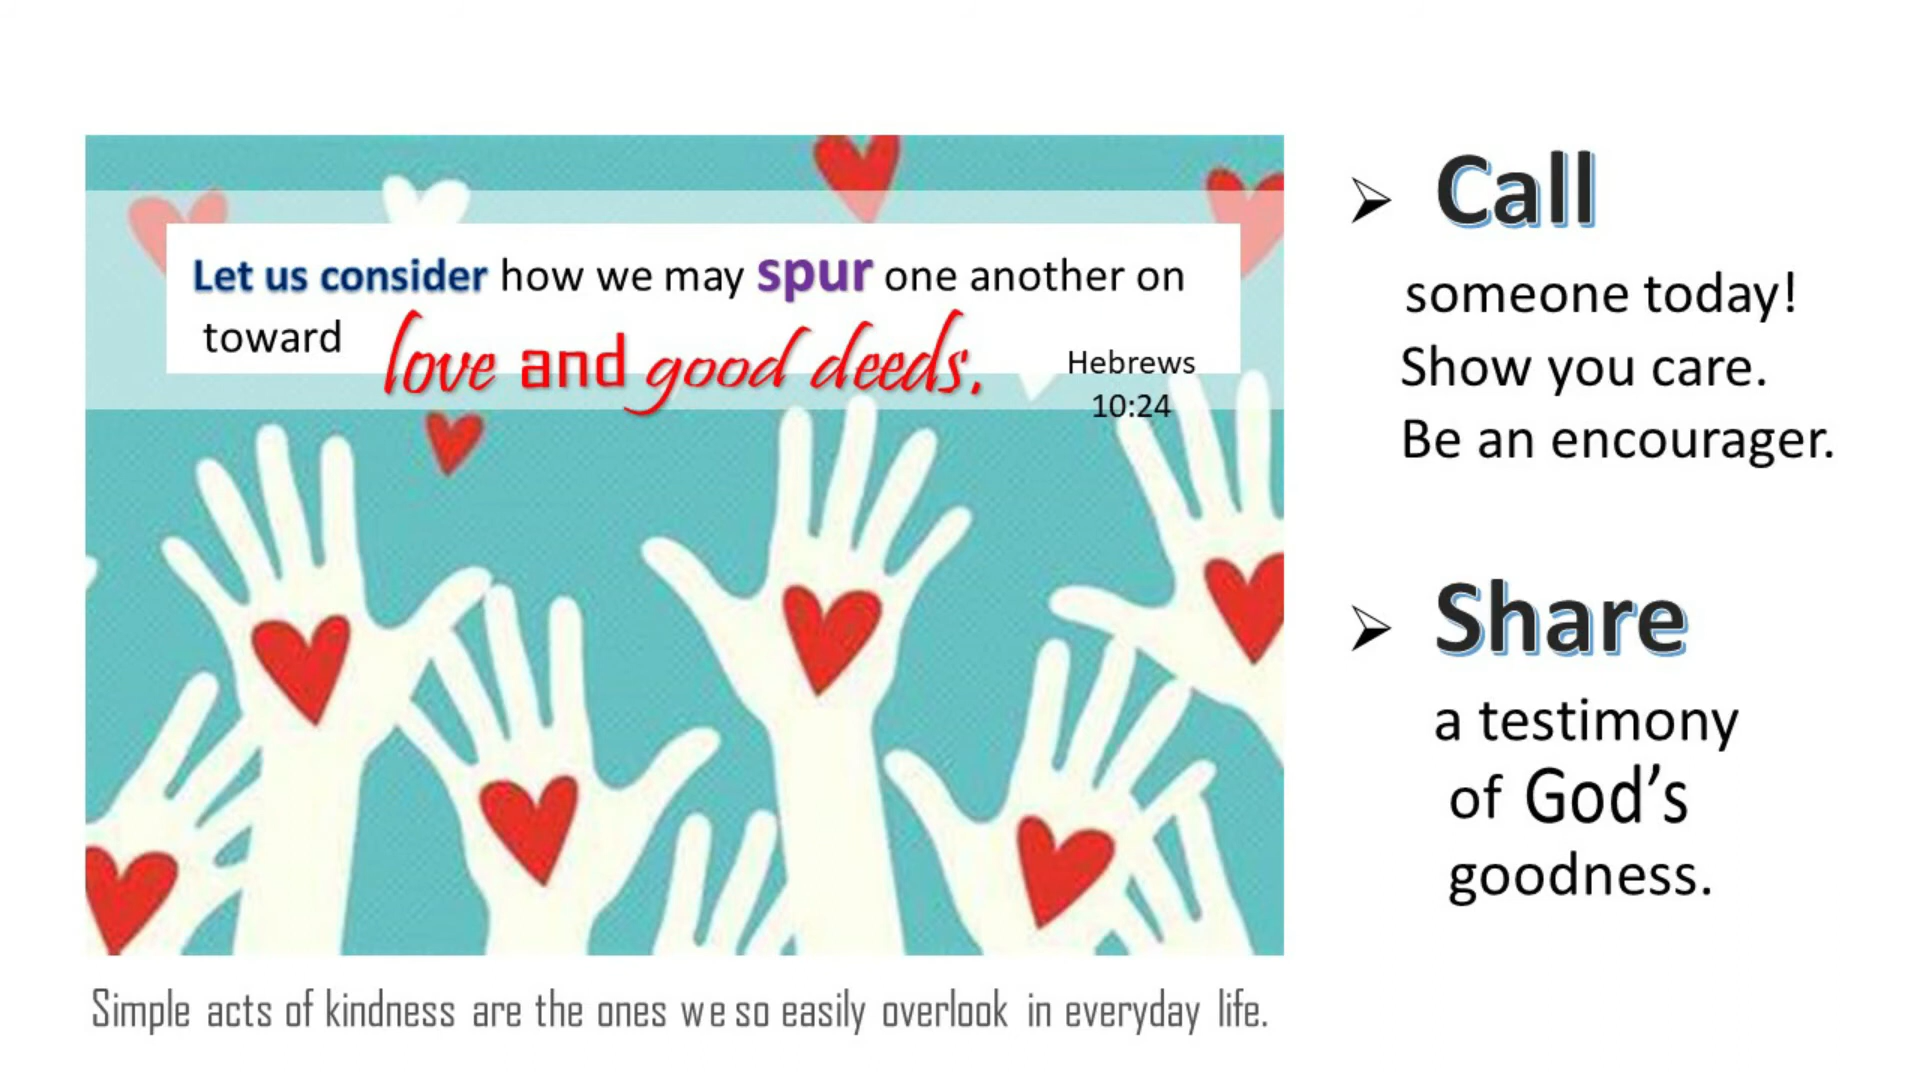 Let us consider how we may spur one another on
toward love and good deeds. Hebrews
10:24
Call
someone today!
Show you care.
Be an encourager.
Share
a testimony
of God's
goodness.
Simple acts of kindness are the ones we so easily overlook in everyday life.